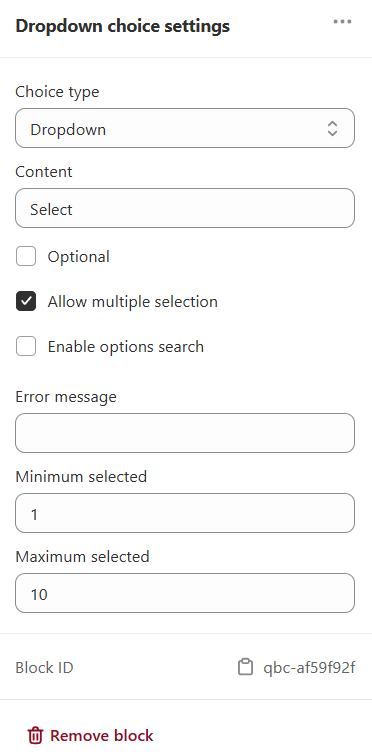 Dropdown choice settings
Choice type
Dropdown
Content
Select
Optional
Allow multiple selection
Enable options search
Error message
Minimum selected
1
Maximum selected
10
Block ID qbc-af59f92f
Remove block